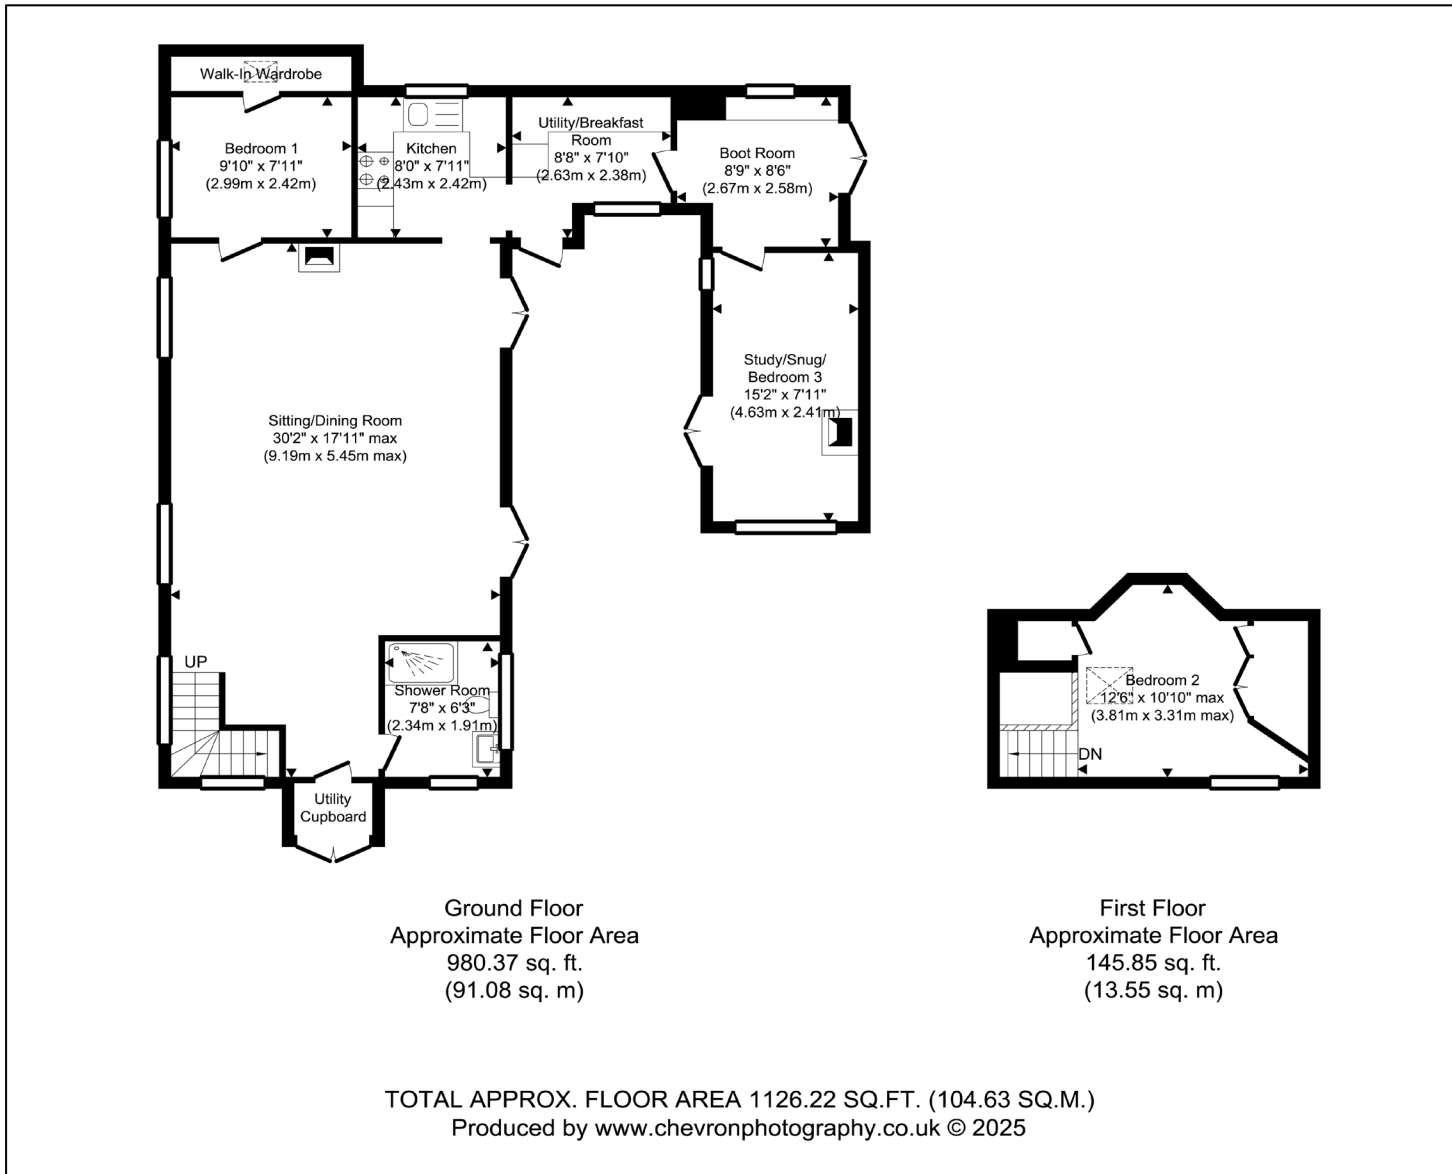 Walk-In Wardrobe
Bedroom 1
9'10" x 7'11"
(2.99m x 2.42m)
Kitchen
8'0" x 7'11"
(2.43m x 2.42m)
Utility/Breakfast
Room
8'8" x 7'10"
(2.63m x 2.38m)
Boot Room
8'9" x 8'6"
(2.67m x 2.58m)
Study/Snug/
Bedroom 3
15'2" x 7'11"
(4.63m x 2.41m)
Sitting/Dining Room
30'2" x 17'11" max
(9.19m x 5.45m max)
UP
Shower Room
7'8" x 6'3"
(2.34m x 1.91m)
Utility
Cupboard
Bedroom 2
12'6" x 10'10" max
(3.81m x 3.31m max)
DN
Ground Floor
Approximate Floor Area
980.37 sq. ft.
(91.08 sq. m)
First Floor
Approximate Floor Area
145.85 sq. ft.
(13.55 sq. m)
TOTAL APPROX. FLOOR AREA 1126.22 SQ.FT. (104.63 SQ.M.)
Produced by www.chevronphotography.co.uk © 2025